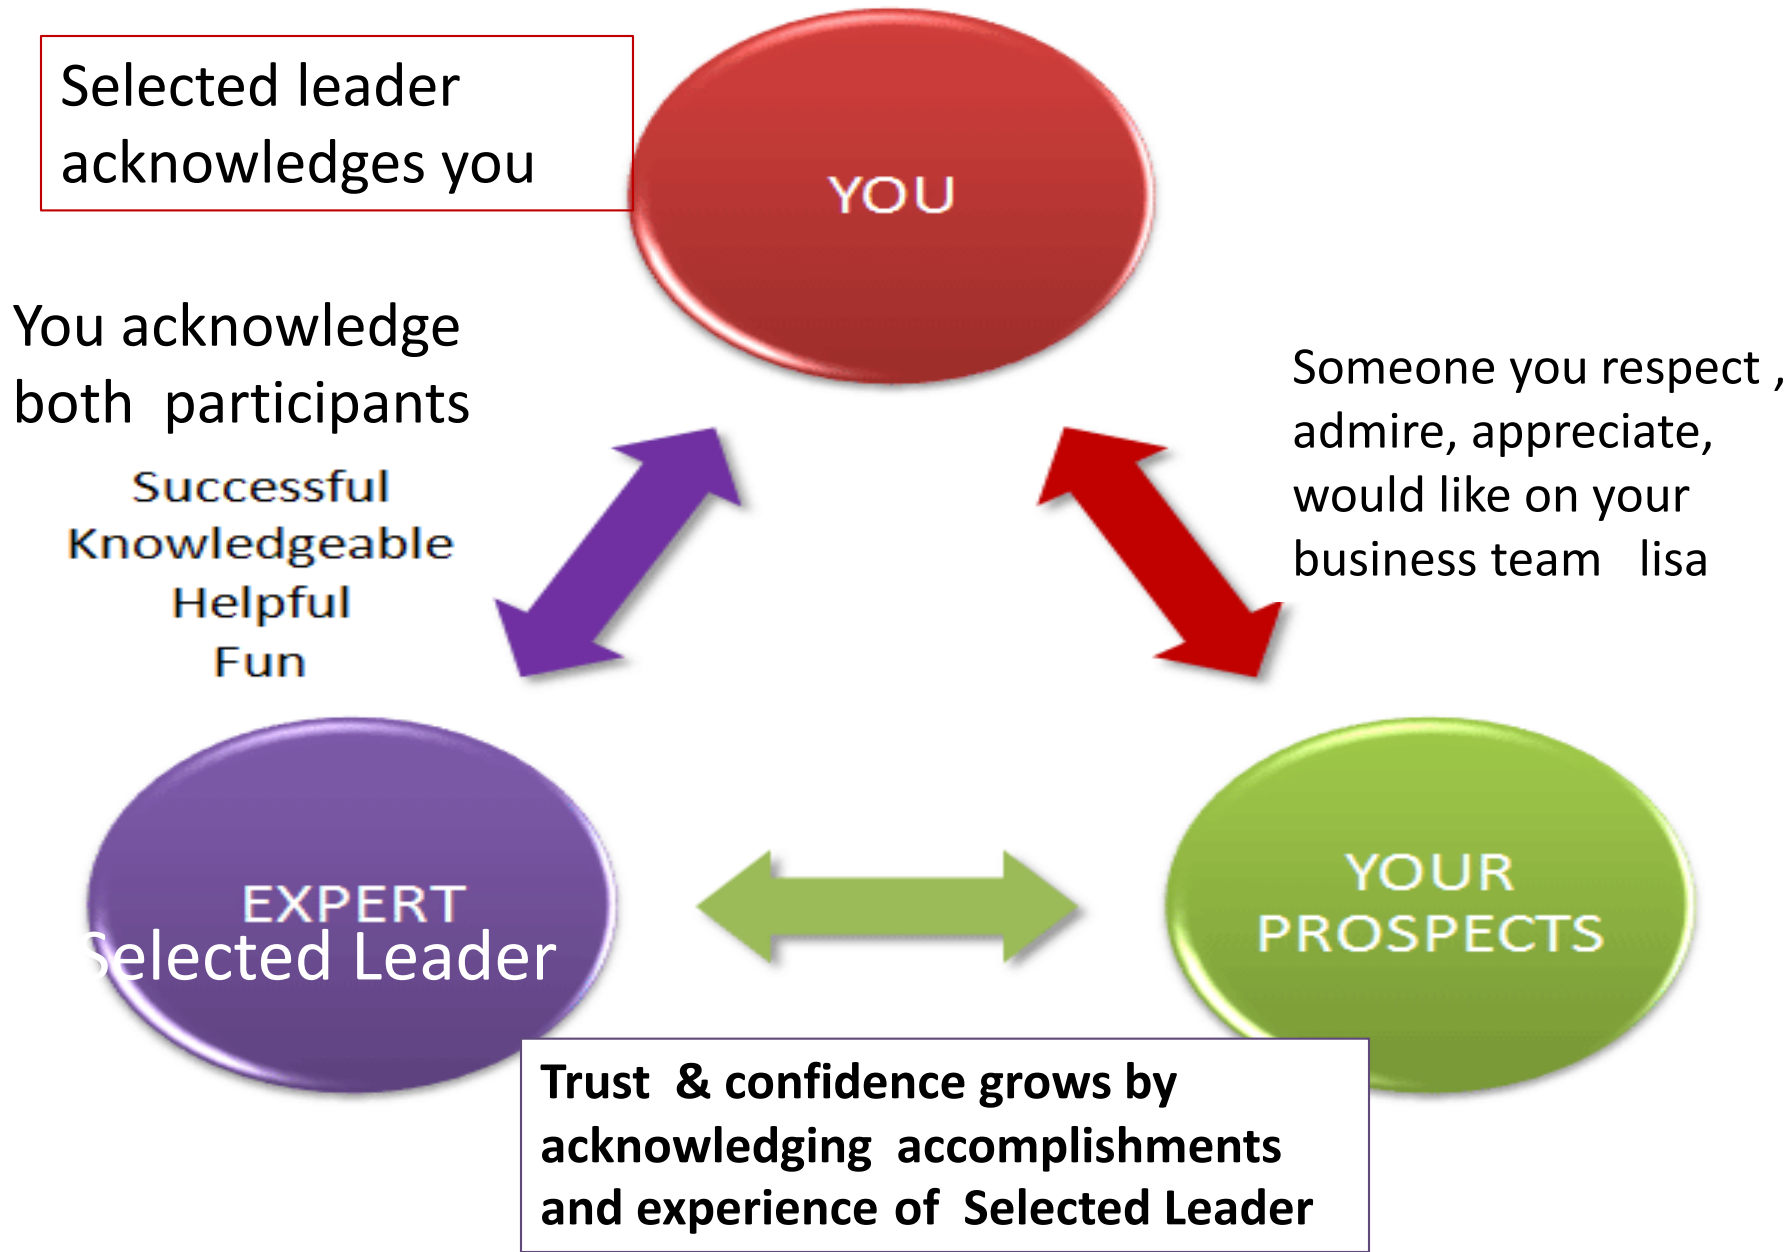 Selected leader
acknowledges you
YOU
You acknowledge
both  participants
Successful
Knowledgeable
Helpful
Fun
Someone you respect ,
admire, appreciate,
would like on your
business team   lisa
EXPERT
Selected Leader
YOUR
PROSPECTS
Trust  & confidence grows by
acknowledging  accomplishments
and experience of  Selected Leader